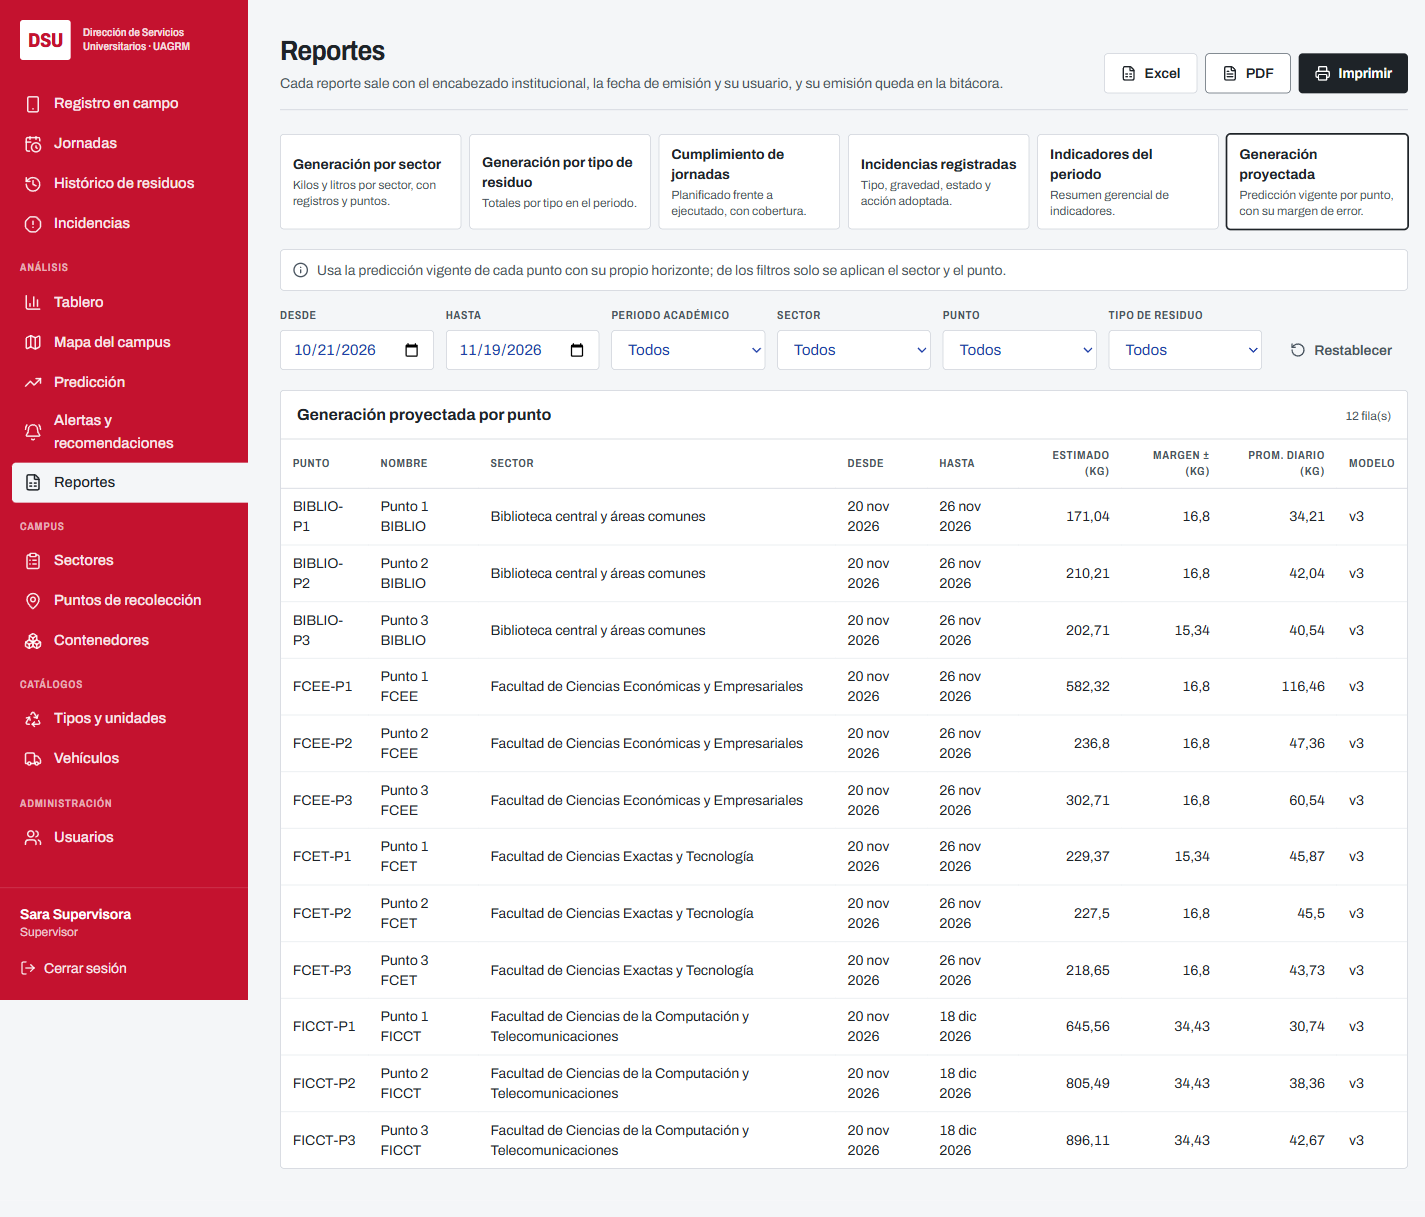 DSU
Dirección de Servicios
Universitarios · UAGRM
Registro en campo
Jornadas
Histórico de residuos
Incidencias
ANÁLISIS
Tablero
Mapa del campus
Predicción
Alertas y
recomendaciones
Reportes
CAMPUS
Sectores
Puntos de recolección
Contenedores
CATÁLOGOS
Tipos y unidades
Vehículos
ADMINISTRACIÓN
Usuarios
Sara Supervisora
Supervisor
Cerrar sesión
Reportes
Cada reporte sale con el encabezado institucional, la fecha de emisión y su usuario, y su emisión queda en la bitácora.
Excel
PDF
Imprimir
Generación por sector
Kilos y litros por sector, con
registros y puntos.
Generación por tipo de
residuo
Totales por tipo en el periodo.
Cumplimiento de
jornadas
Planificado frente a
ejecutado, con cobertura.
Incidencias registradas
Tipo, gravedad, estado y
acción adoptada.
Indicadores del
periodo
Resumen gerencial de
indicadores.
Generación
proyectada
Predicción vigente por punto,
con su margen de error.
Usa la predicción vigente de cada punto con su propio horizonte; de los filtros solo se aplican el sector y el punto.
DESDE HASTA PERIODO ACADÉMICO SECTOR PUNTO TIPO DE RESIDUO
10/21/2026 11/19/2026 Todos Todos Todos Todos Restablecer
Generación proyectada por punto 12 fila(s)
PUNTO NOMBRE SECTOR DESDE HASTA ESTIMADO (KG) MARGEN ± (KG) PROM. DIARIO (KG) MODELO
BIBLIO-P1 Punto 1 BIBLIO Biblioteca central y áreas comunes 20 nov 2026 26 nov 2026 171,04 16,8 34,21 v3
BIBLIO-P2 Punto 2 BIBLIO Biblioteca central y áreas comunes 20 nov 2026 26 nov 2026 210,21 16,8 42,04 v3
BIBLIO-P3 Punto 3 BIBLIO Biblioteca central y áreas comunes 20 nov 2026 26 nov 2026 202,71 15,34 40,54 v3
FCEE-P1 Punto 1 FCEE Facultad de Ciencias Económicas y Empresariales 20 nov 2026 26 nov 2026 582,32 16,8 116,46 v3
FCEE-P2 Punto 2 FCEE Facultad de Ciencias Económicas y Empresariales 20 nov 2026 26 nov 2026 236,8 16,8 47,36 v3
FCEE-P3 Punto 3 FCEE Facultad de Ciencias Económicas y Empresariales 20 nov 2026 26 nov 2026 302,71 16,8 60,54 v3
FCET-P1 Punto 1 FCET Facultad de Ciencias Exactas y Tecnología 20 nov 2026 26 nov 2026 229,37 15,34 45,87 v3
FCET-P2 Punto 2 FCET Facultad de Ciencias Exactas y Tecnología 20 nov 2026 26 nov 2026 227,5 16,8 45,5 v3
FCET-P3 Punto 3 FCET Facultad de Ciencias Exactas y Tecnología 20 nov 2026 26 nov 2026 218,65 16,8 43,73 v3
FICCT-P1 Punto 1 FICCT Facultad de Ciencias de la Computación y Telecomunicaciones 20 nov 2026 18 dic 2026 645,56 34,43 30,74 v3
FICCT-P2 Punto 2 FICCT Facultad de Ciencias de la Computación y Telecomunicaciones 20 nov 2026 18 dic 2026 805,49 34,43 38,36 v3
FICCT-P3 Punto 3 FICCT Facultad de Ciencias de la Computación y Telecomunicaciones 20 nov 2026 18 dic 2026 896,11 34,43 42,67 v3